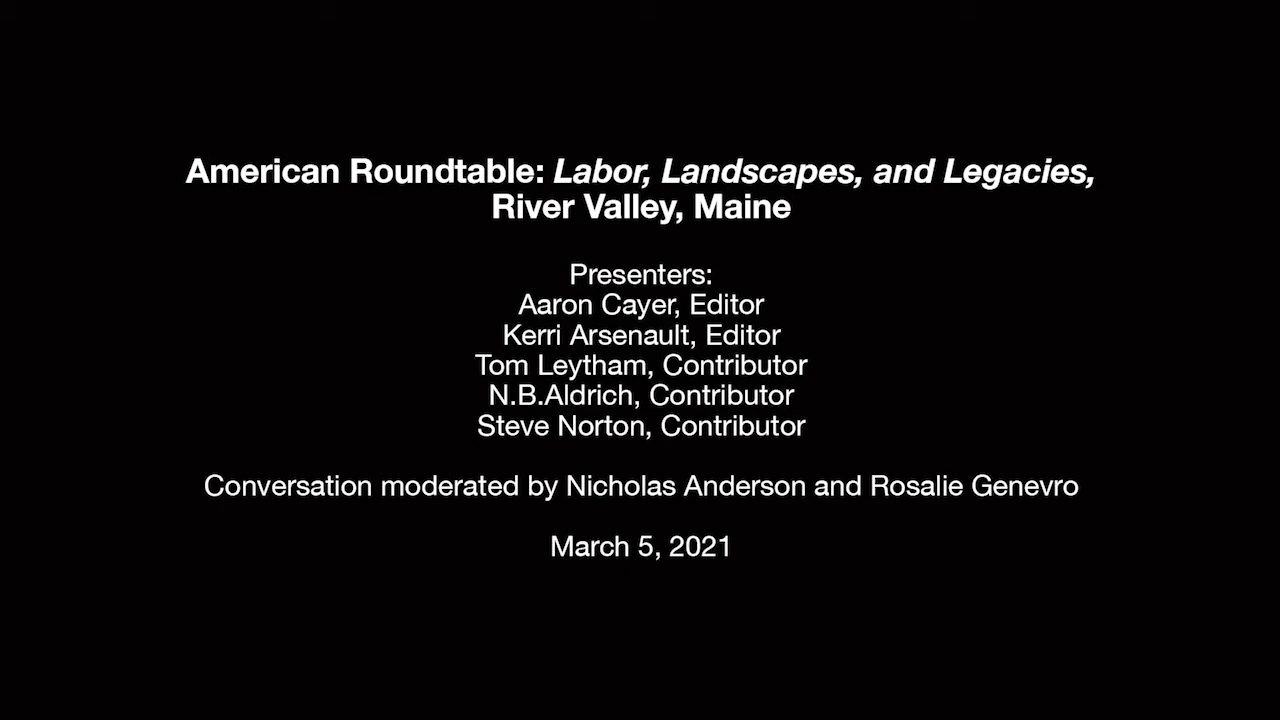 American Roundtable: Labor, Landscapes, and Legacies,
River Valley, Maine
Presenters:
Aaron Cayer, Editor
Kerri Arsenault, Editor
Tom Leytham, Contributor
N.B.Aldrich, Contributor
Steve Norton, Contributor
Conversation moderated by Nicholas Anderson and Rosalie Genevro
March 5, 2021